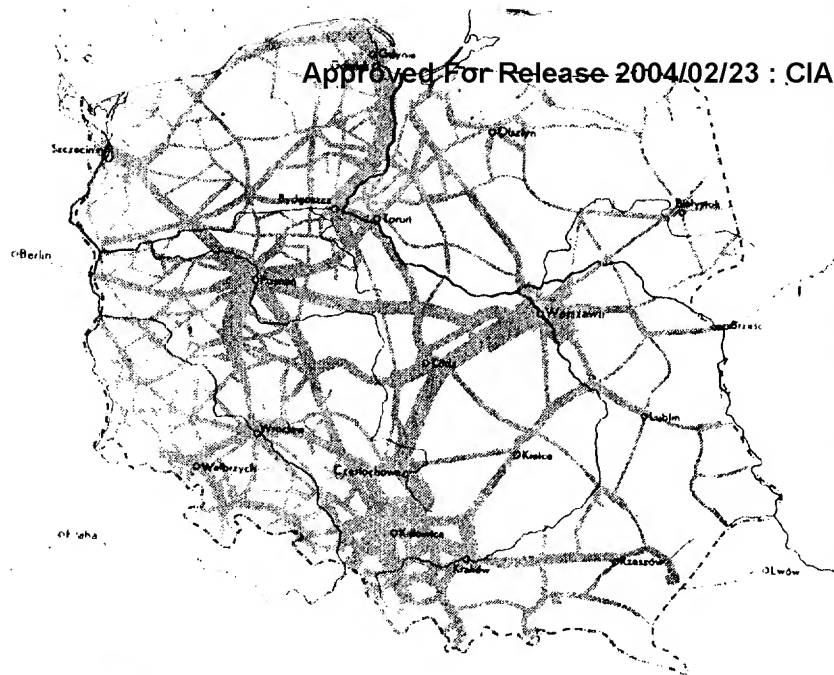 Gdynia
Approved For Release 2004/02/23 : CIA
Olsztyn
Szczecin
Bydgoszcz
Białystok
Toruń
Berlin
Poznań
Warszawa
Brześć
Łódź
Lublin
Wrocław
Wałbrzych
Kielce
Częstochowa
Katowice
Kraków
Rzeszów
Lwów